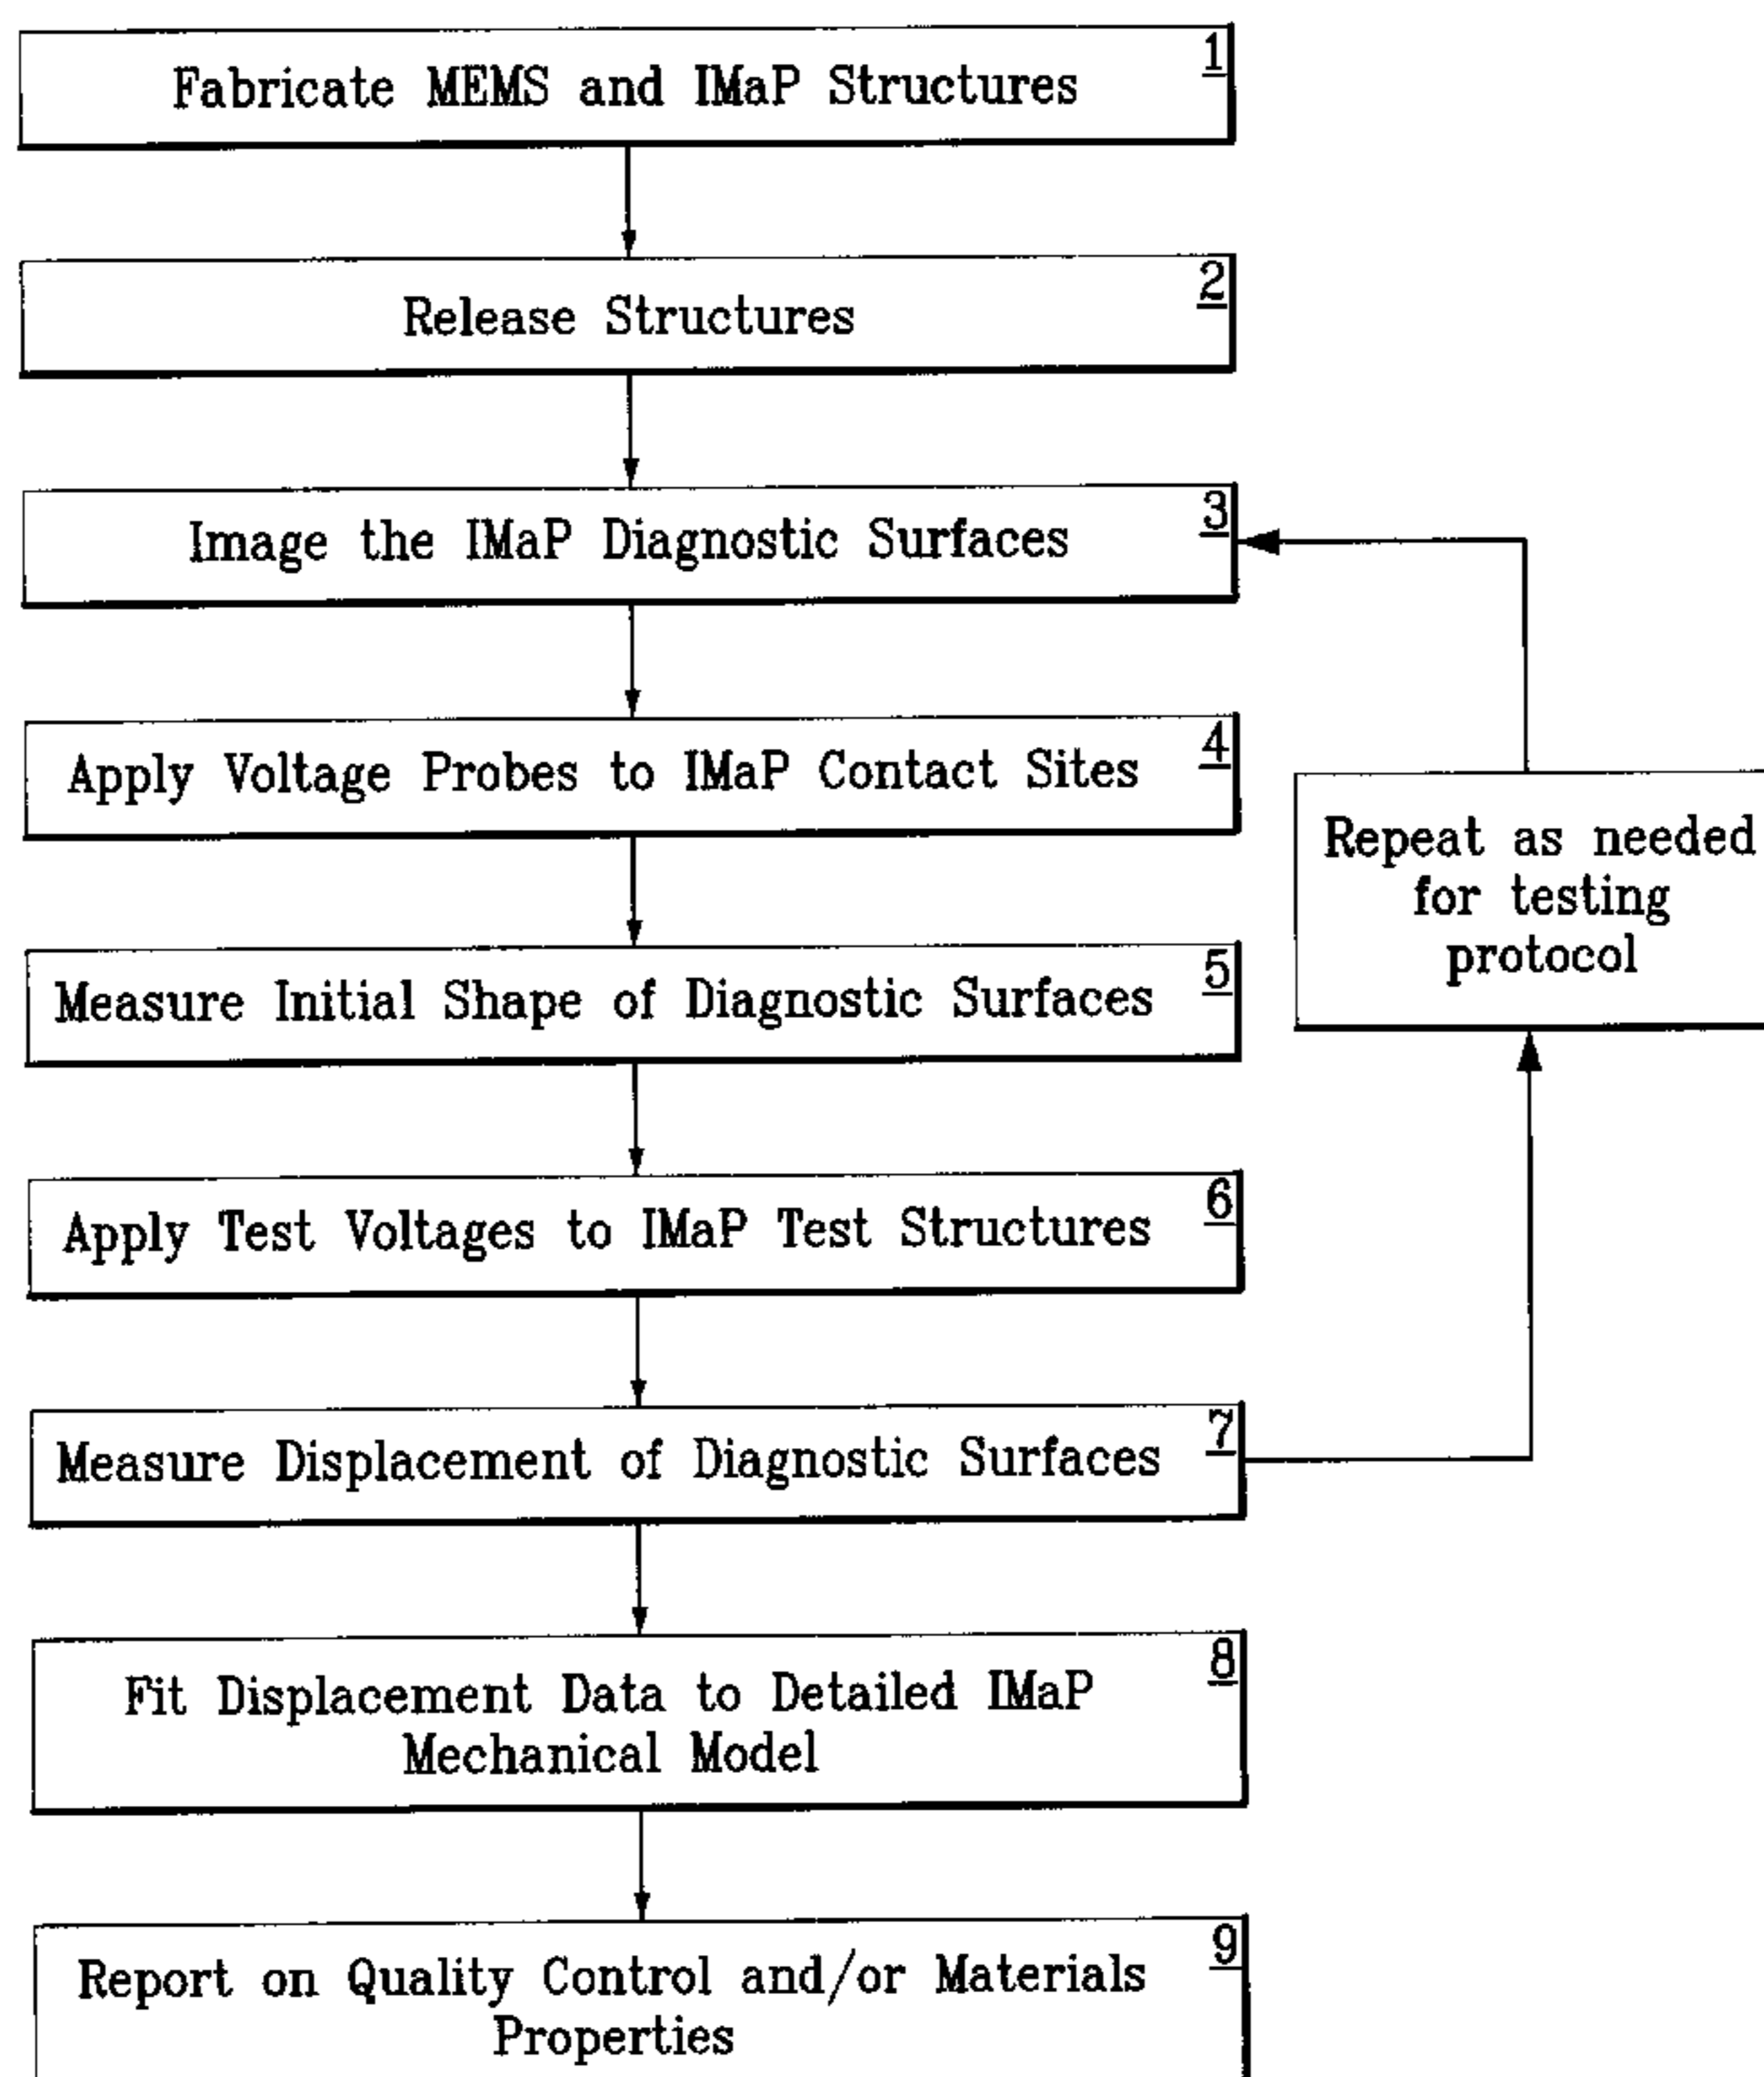 1
Fabricate MEMS and IMaP Structures
2
Release Structures
3
Image the IMaP Diagnostic Surfaces
4
Apply Voltage Probes to IMaP Contact Sites
Repeat as needed
for testing
protocol
5
Measure Initial Shape of Diagnostic Surfaces
6
Apply Test Voltages to IMaP Test Structures
7
Measure Displacement of Diagnostic Surfaces
8
Fit Displacement Data to Detailed IMaP
Mechanical Model
9
Report on Quality Control and/or Materials
Properties